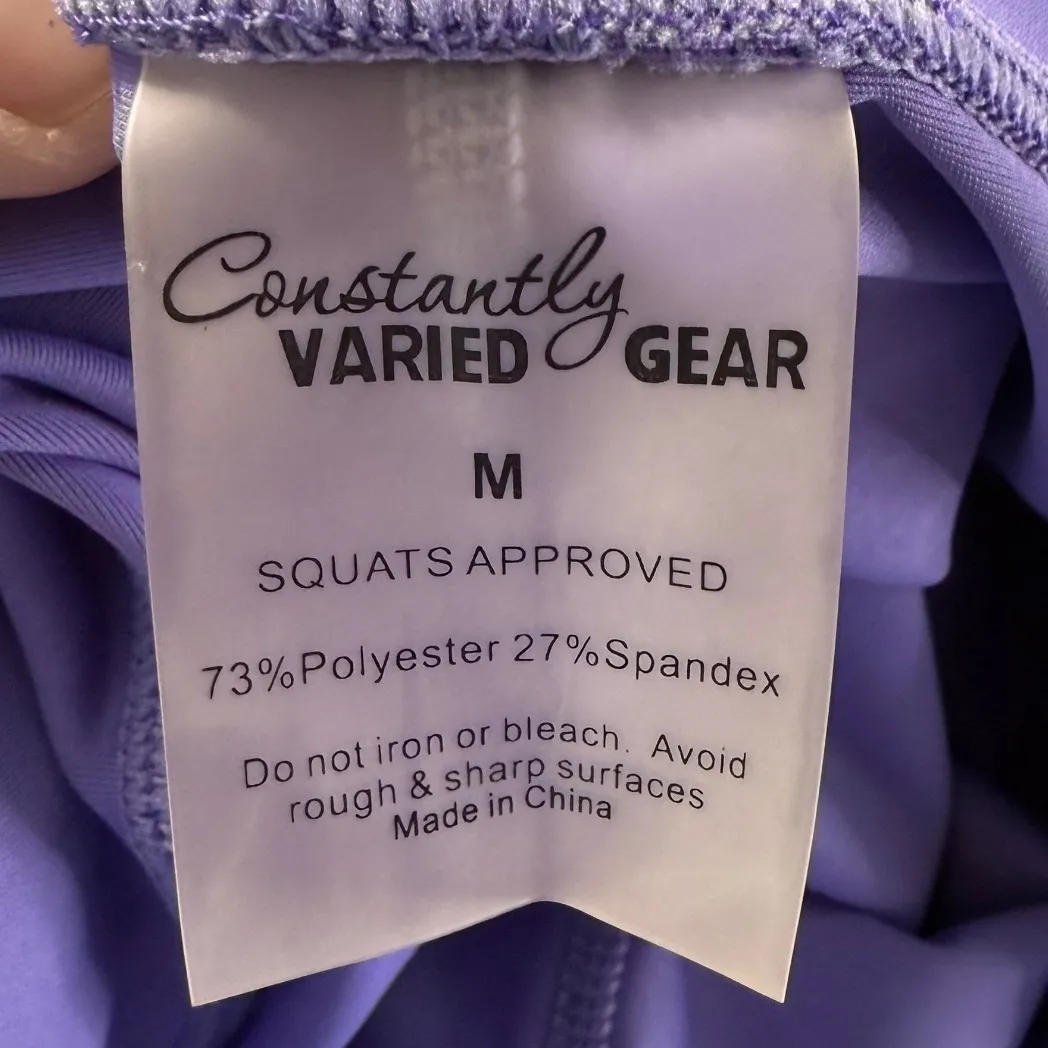 Constantly
VARIED GEAR
M
SQUATS APPROVED
73%Polyester 27%Spandex
Do not iron or bleach. Avoid
rough & sharp surfaces
Made in China